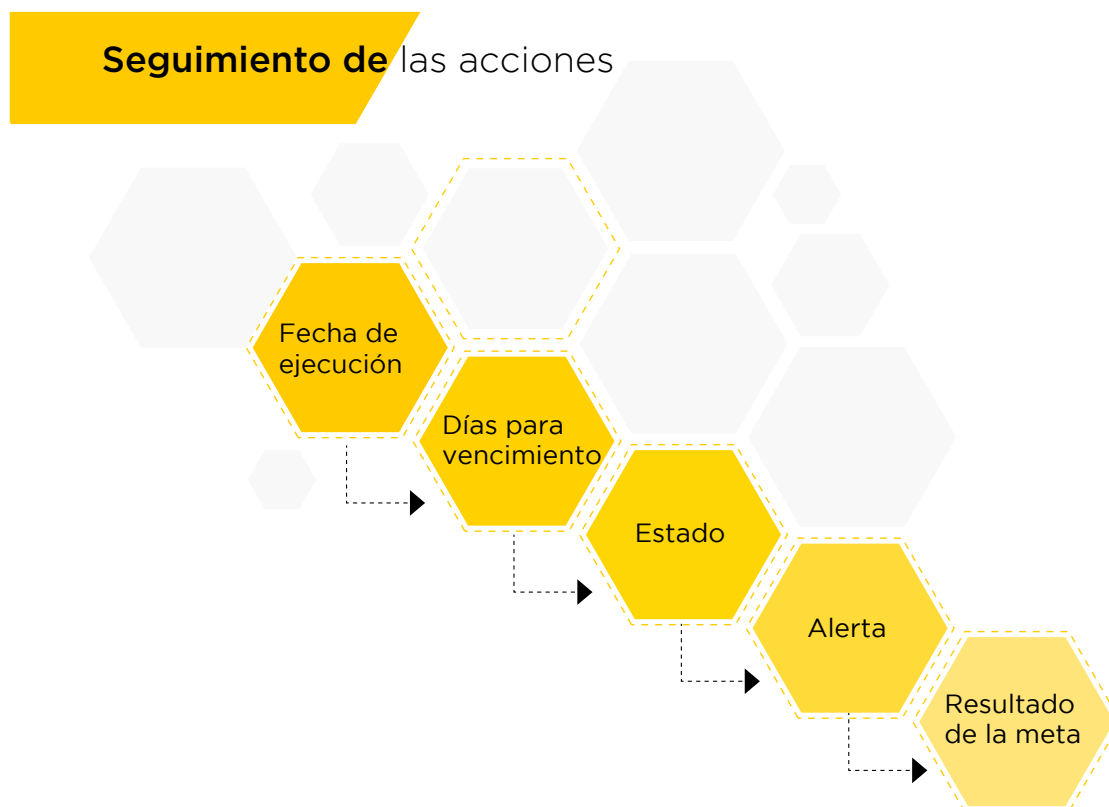 Seguimiento de las acciones
Fecha de
ejecución
Días para
vencimiento
Estado
Alerta
Resultado
de la meta